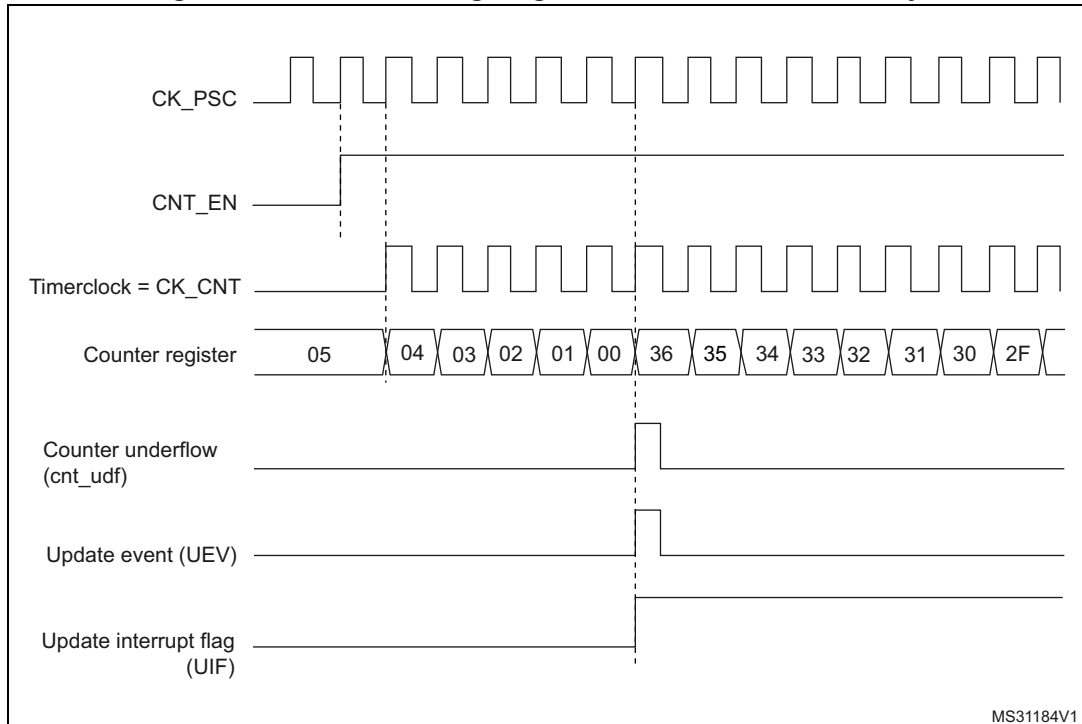 CK_PSC
CNT_EN
Timerclock = CK_CNT
Counter register 05 04 03 02 01 00 36 35 34 33 32 31 30 2F
Counter underflow
(cnt_udf)
Update event (UEV)
Update interrupt flag
(UIF)
MS31184V1